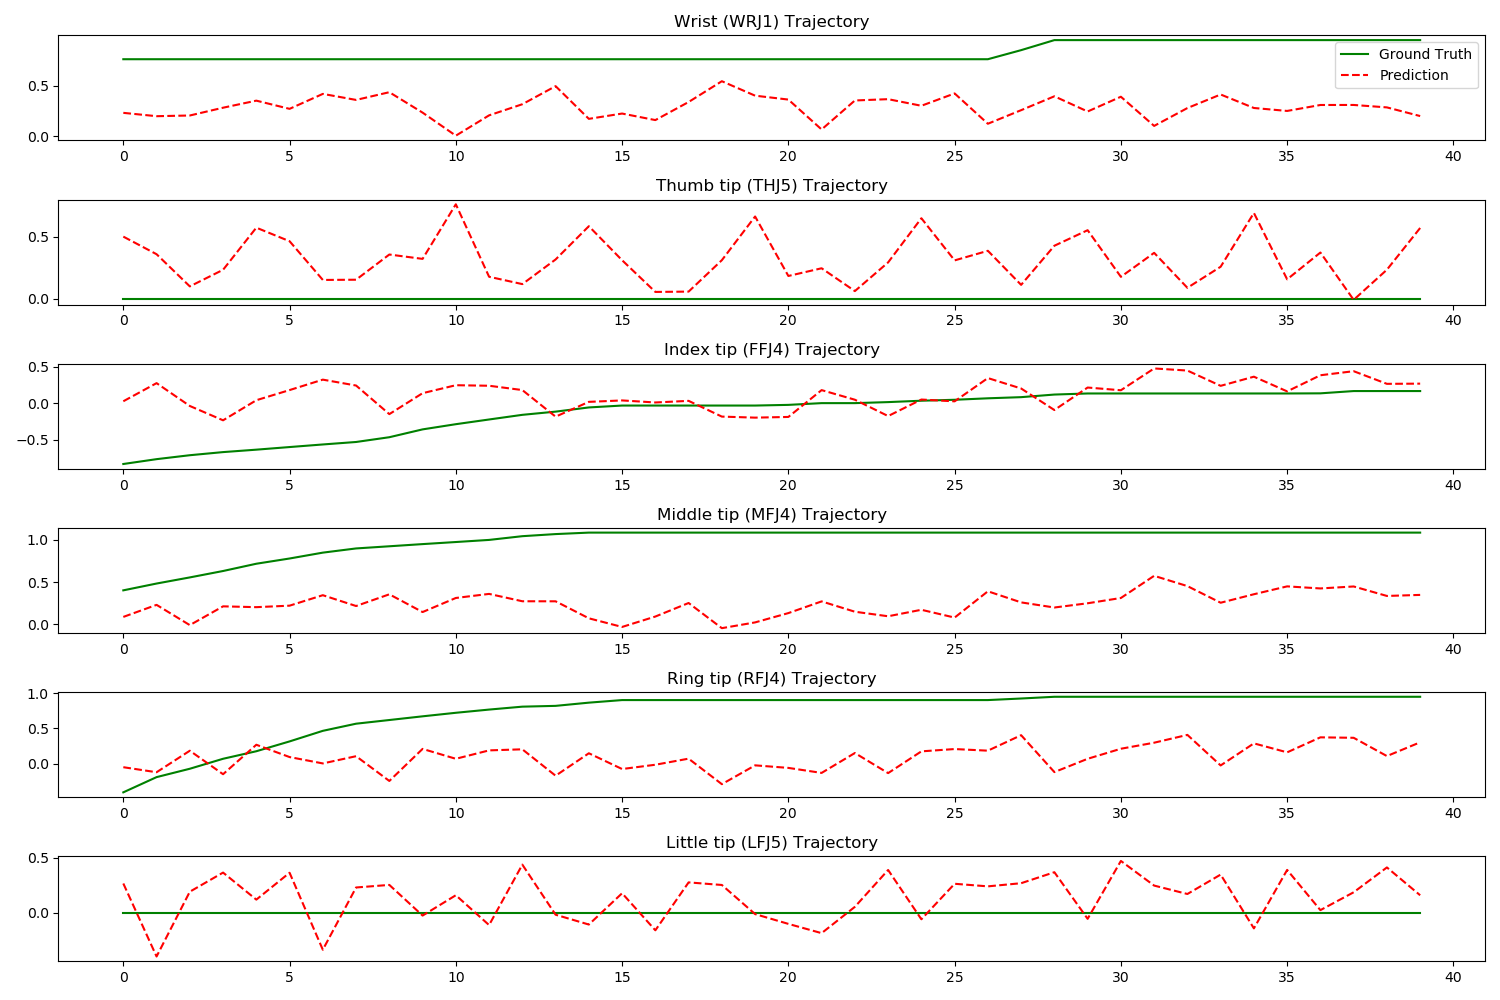 Wrist (WRJ1) Trajectory
Ground Truth
Prediction
0.5
0.0
0 5 10 15 20 25 30 35 40
Thumb tip (THJ5) Trajectory
0.5
0.0
0 5 10 15 20 25 30 35 40
Index tip (FFJ4) Trajectory
0.5
0.0
−0.5
0 5 10 15 20 25 30 35 40
Middle tip (MFJ4) Trajectory
1.0
0.5
0.0
0 5 10 15 20 25 30 35 40
Ring tip (RFJ4) Trajectory
1.0
0.5
0.0
0 5 10 15 20 25 30 35 40
Little tip (LFJ5) Trajectory
0.5
0.0
0 5 10 15 20 25 30 35 40